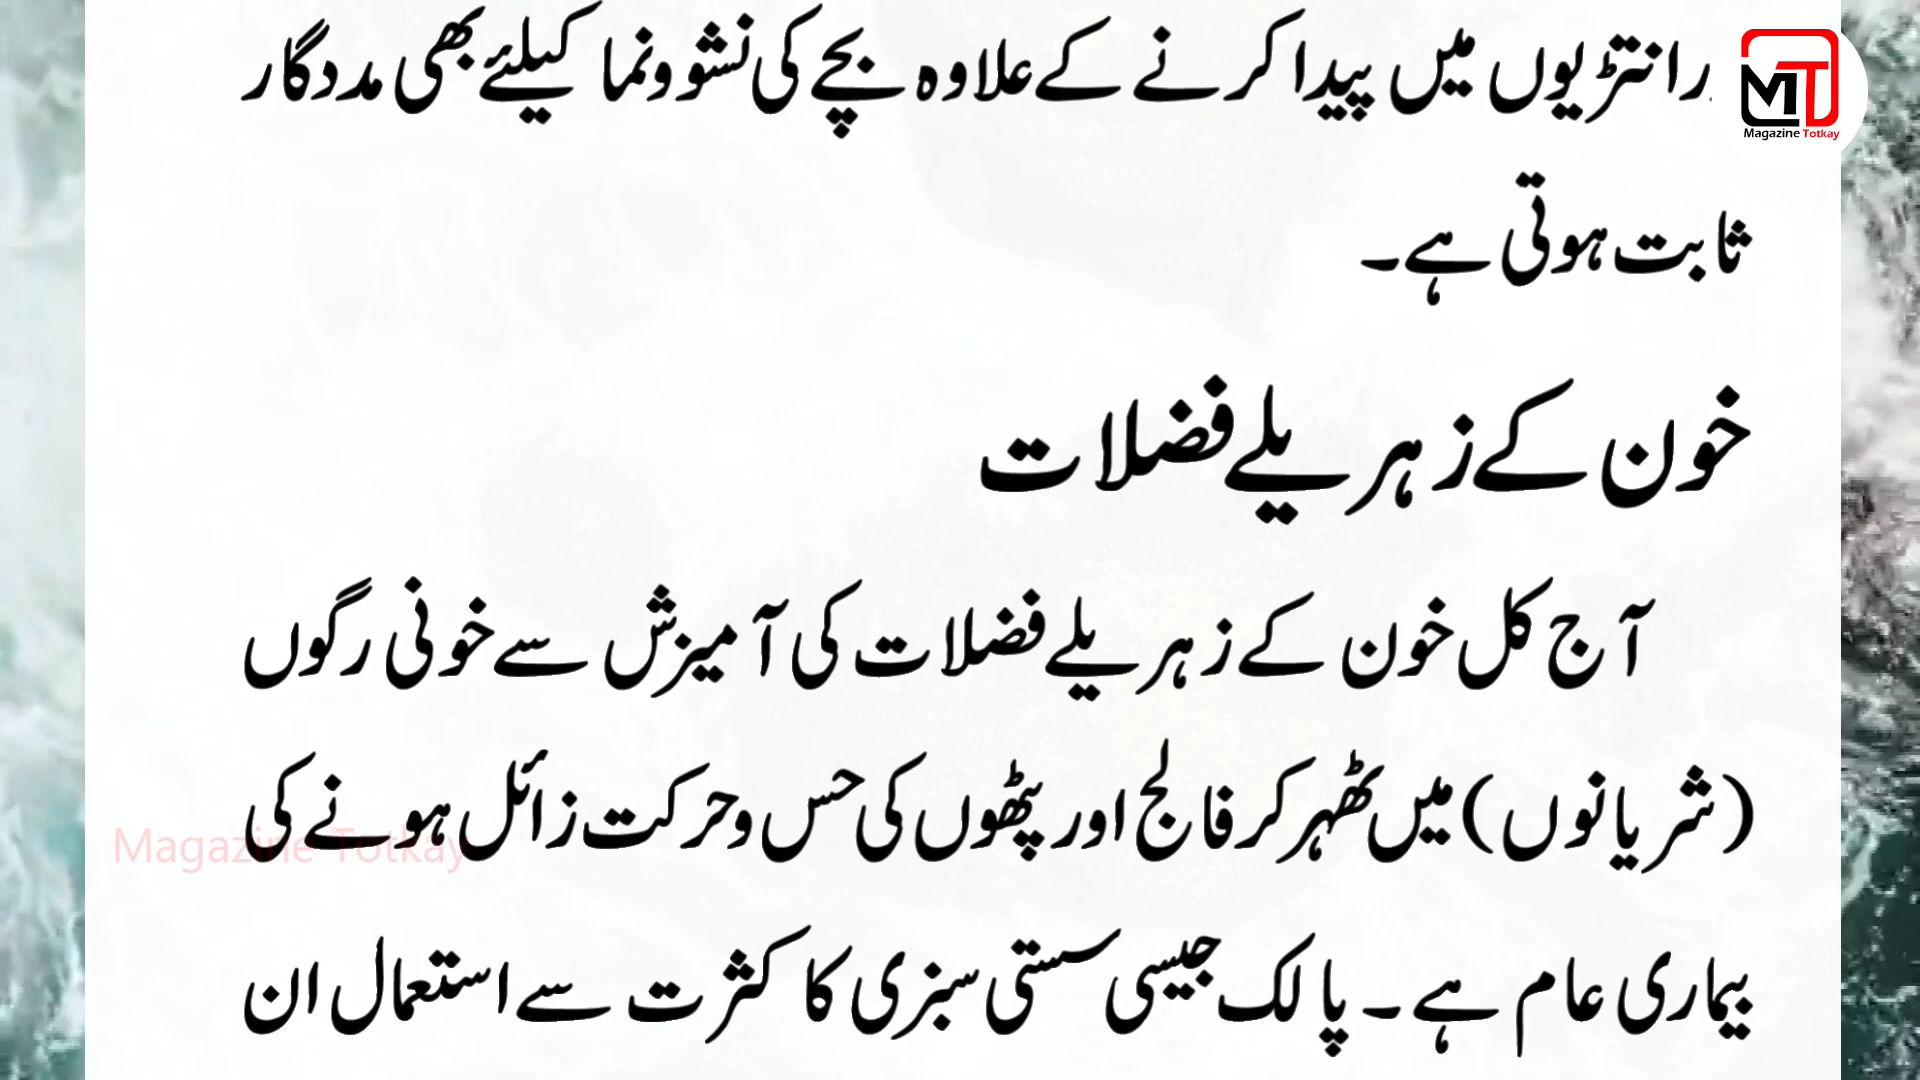 انتڑیوں میں پیدا کرنے کے علاوہ بچے کی نشوونما کیلئے بھی مددگار
ثابت ہوتی ہے۔
خون کے زہریلے فضلات
آج کل خون کے زہریلے فضلات کی آمیزش سے خونی رگوں
(شریانوں) میں ٹھہر کر فالج اور پٹھوں کی حس و حرکت زائل ہونے کی
بیماری عام ہے۔ پالک جیسی سستی سبزی کا کثرت سے استعمال ان
MT
Magazine Totkay
Magazine Totkay